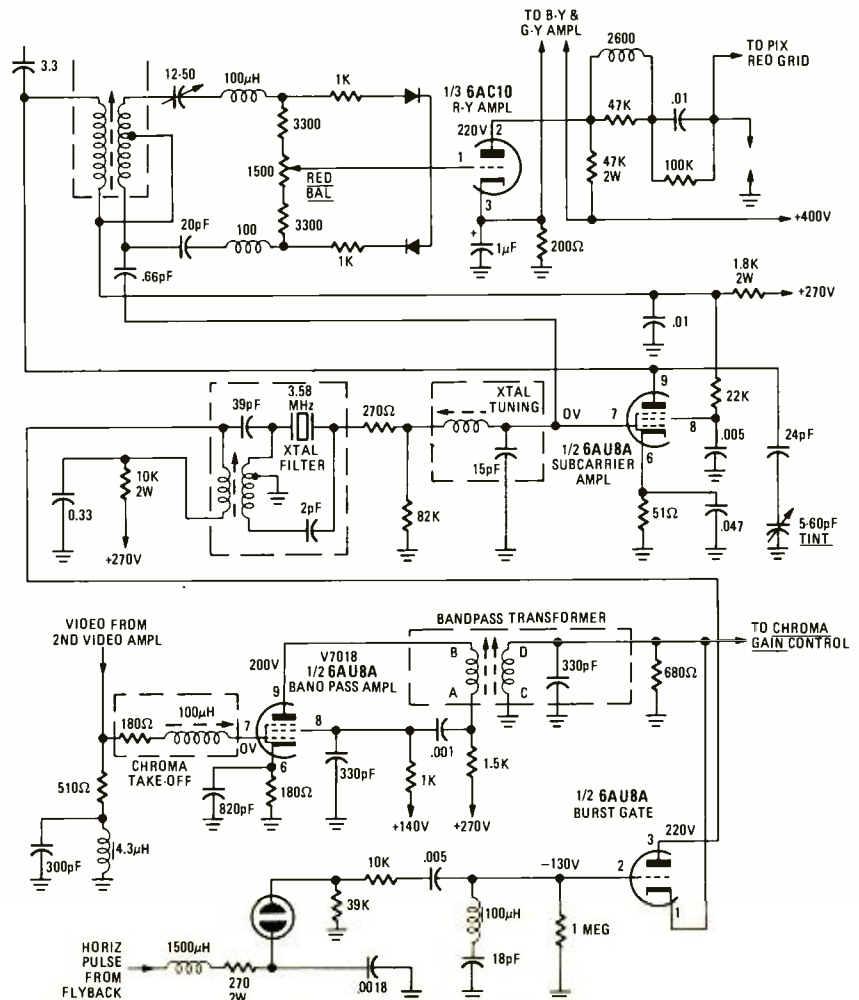 TO B-Y &
G-Y AMPL
2600
TO PIX
RED GRID
3.3
12-50
100µH
1K
1/3 6AC10
R-Y AMPL
220V
2
47K
.01
3300
1500
RED
BAL
1
3
47K
2W
100K
3300
20pF
100
1K
+
1µF
200Ω
+400V
.66pF
1.8K
2W
+270V
.01
39pF
3.58
MHz
XTAL
FILTER
270Ω
XTAL
TUNING
0V
7
9
8
22K
1/2 6AU8A
SUBCARRIER
AMPL
6
.005
24pF
10K
2W
0.33
+270V
2pF
82K
15pF
51Ω
.047
5-60pF
TINT
VIDEO FROM
2ND VIDEO AMPL
BANDPASS TRANSFORMER
V7018
1/2 6AU8A
BAND PASS AMPL
200V
9
B
D
A
C
330pF
TO CHROMA
GAIN CONTROL
680Ω
180Ω
100µH
7
0V
8
6
CHROMA
TAKE-OFF
.001
510Ω
820pF
180Ω
330pF
1K
1.5K
+140V
+270V
300pF
4.3µH
1/2 6AU8A
BURST GATE
3
220V
10K
.005
-130V
2
1
39K
100µH
1 MEG
18pF
HORIZ
PULSE
FROM
FLYBACK
1500µH
270
2W
.0018